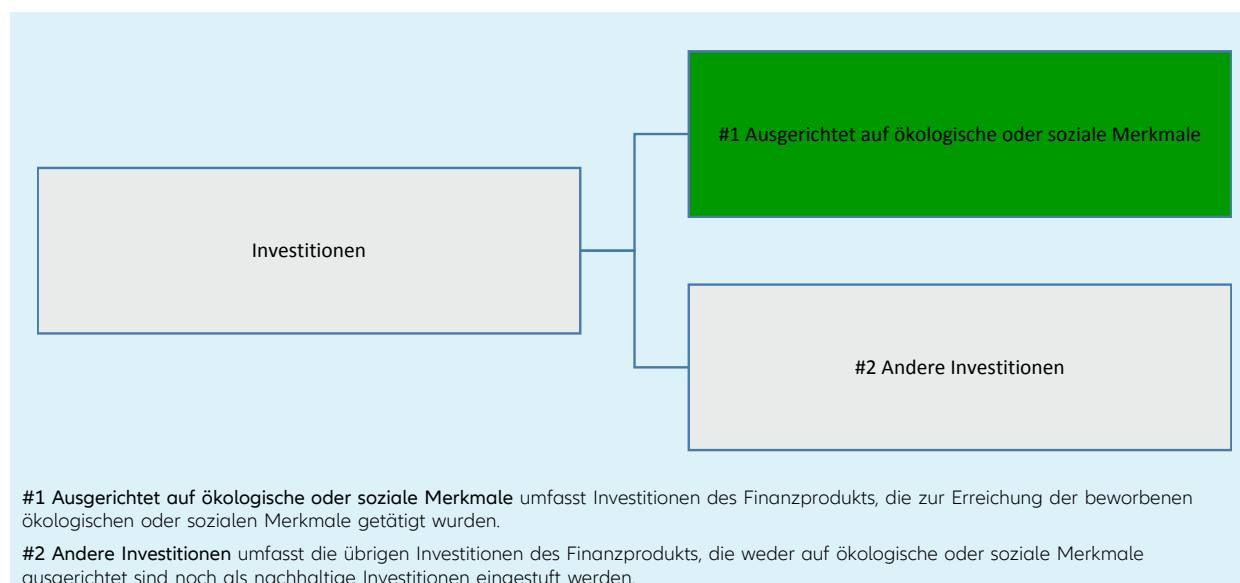 #1 Ausgerichtet auf ökologische oder soziale Merkmale
Investitionen
#2 Andere Investitionen
#1 Ausgerichtet auf ökologische oder soziale Merkmale umfasst Investitionen des Finanzprodukts, die zur Erreichung der beworbenen
ökologischen oder sozialen Merkmale getätigt wurden.
#2 Andere Investitionen umfasst die übrigen Investitionen des Finanzprodukts, die weder auf ökologische oder soziale Merkmale
ausgerichtet sind noch als nachhaltige Investitionen eingestuft werden.